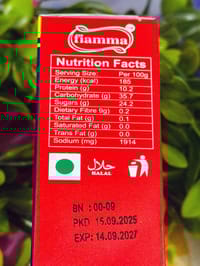 fiamma
Nutrition Facts
Serving Size: Per 100g
Energy (kcal) 185
Protein (g) 10.2
Carbohydrate (g) 35.7
Sugars (g) 24.2
Dietary Fibre (g) 0.2
Total Fat (g) 0.1
Saturated Fat (g) 0.0
Trans Fat (g) 0.0
Sodium (mg) 1914
حلال
HALAL
BN : 00-09
PKD 15.09.2025
EXP: 14.09.2027